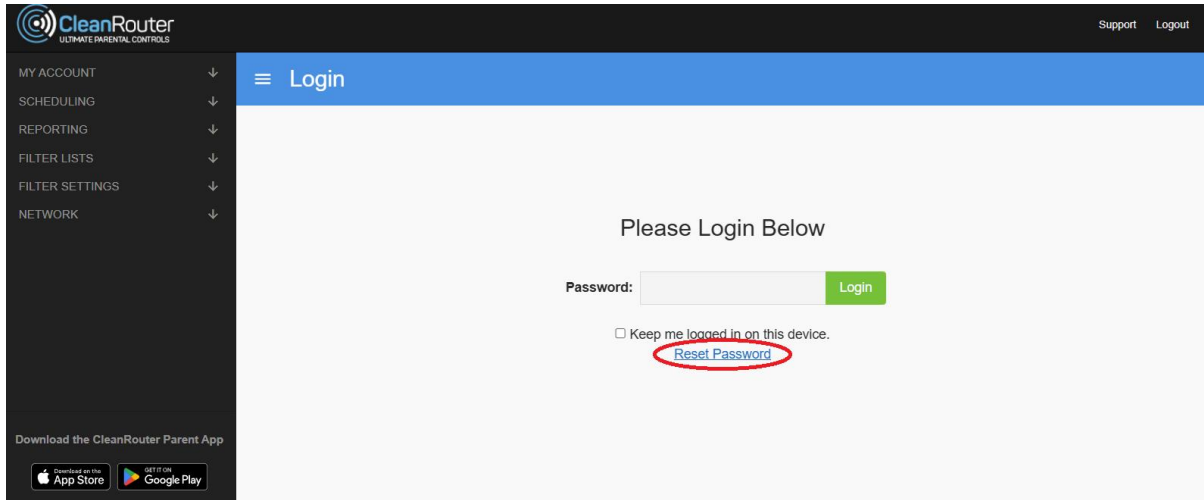 CleanRouter
ULTIMATE PARENTAL CONTROLS
Support Logout
MY ACCOUNT
SCHEDULING
REPORTING
FILTER LISTS
FILTER SETTINGS
NETWORK
Login
Please Login Below
Password: Login
Keep me logged in on this device.
Reset Password
Download the CleanRouter Parent App
Download on the
App Store
GET IT ON
Google Play